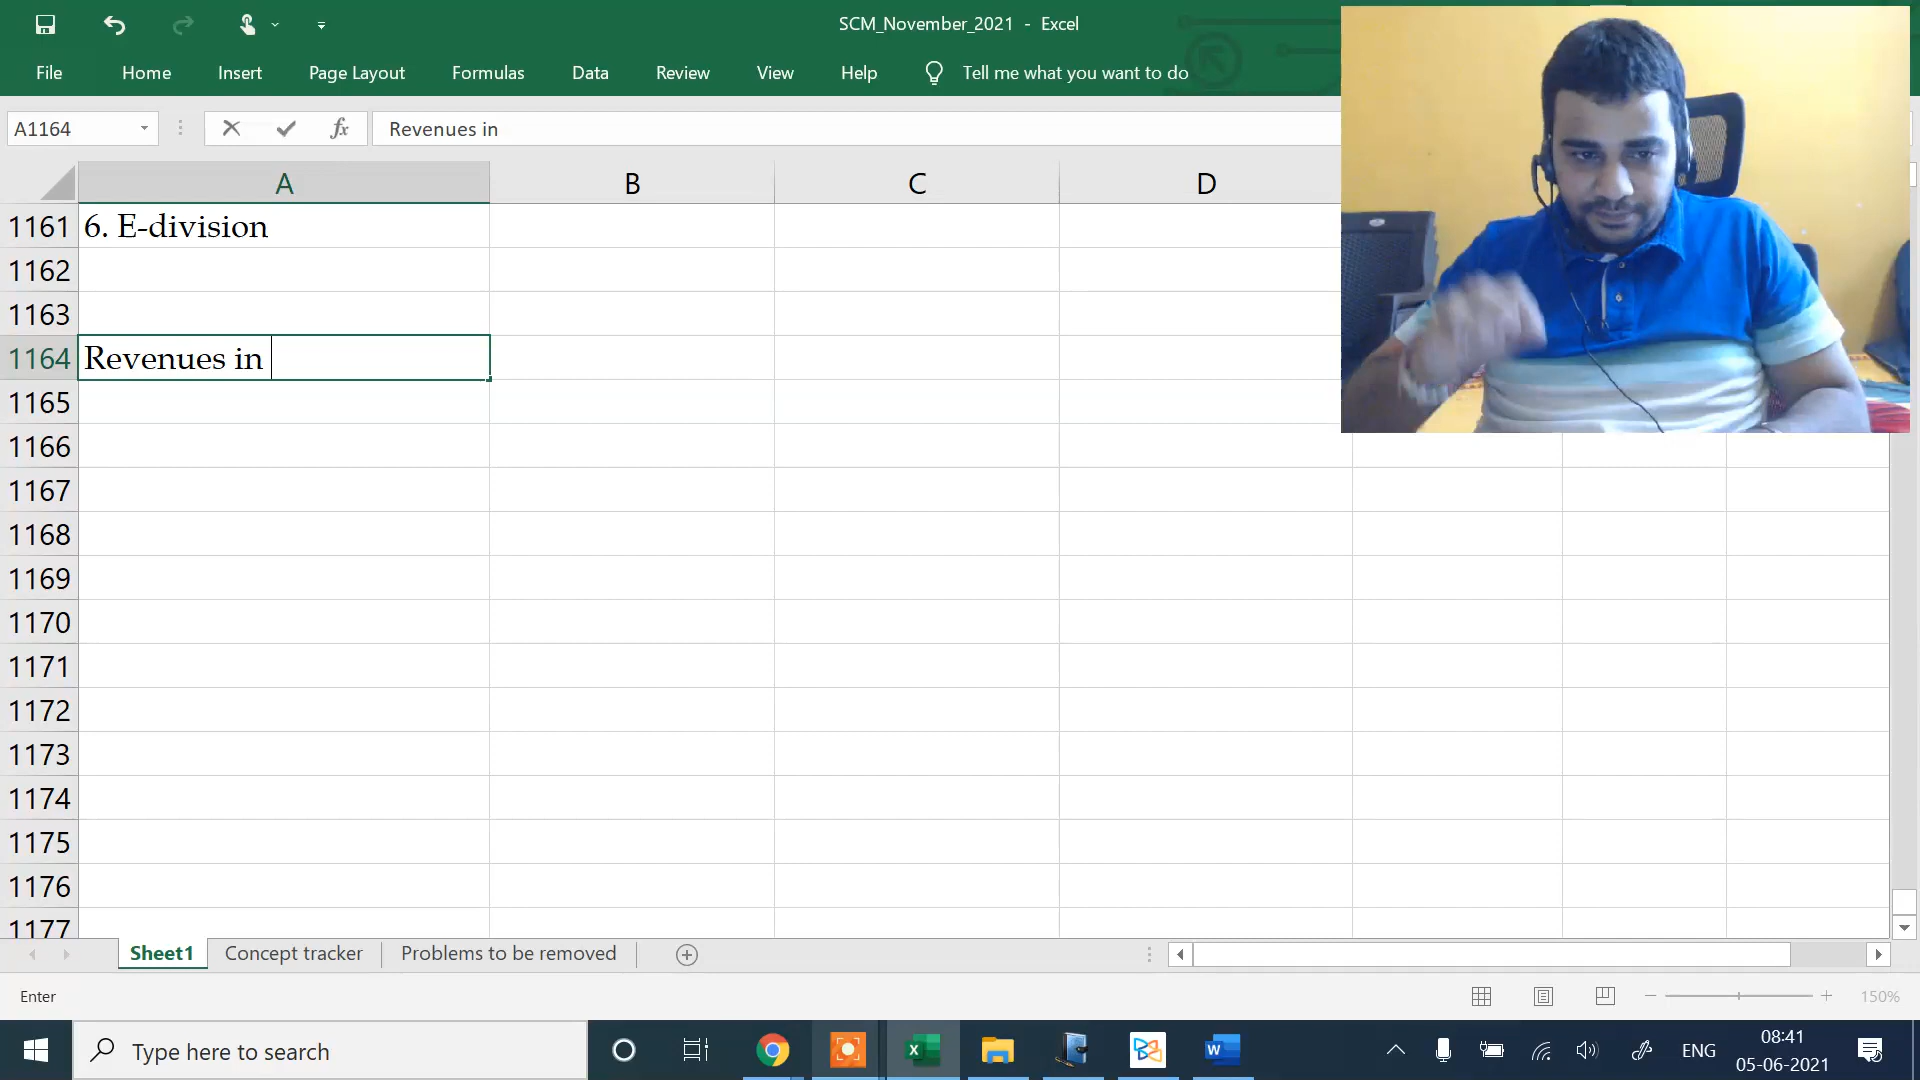 SCM_November_2021 - Excel
File Home Insert Page Layout Formulas Data Review View Help Tell me what you want to do
A1164 fx Revenues in
A B C D
1161 6. E-division
1162
1163
1164 Revenues in
1165
1166
1167
1168
1169
1170
1171
1172
1173
1174
1175
1176
1177
Sheet1 Concept tracker Problems to be removed
Enter 150%
Type here to search ENG 08:41
05-06-2021